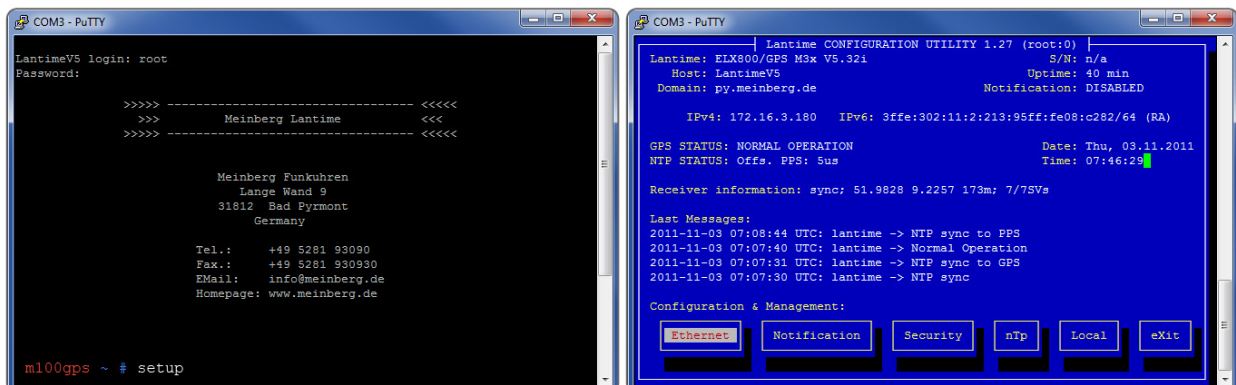 COM3 - PuTTY
LantimeV5 login: root
Password:
>>>>> ---------------------------------- <<<<<
>>> Meinberg Lantime <<<
>>>>> ---------------------------------- <<<<<
Meinberg Funkuhren
Lange Wand 9
31812 Bad Pyrmont
Germany
Tel.: +49 5281 93090
Fax.: +49 5281 930930
EMail: info@meinberg.de
Homepage: www.meinberg.de
m100gps ~ # setup
COM3 - PuTTY
Lantime CONFIGURATION UTILITY 1.27 (root:0)
Lantime: ELX800/GPS M3x V5.32i S/N: n/a
Host: LantimeV5 Uptime: 40 min
Domain: py.meinberg.de Notification: DISABLED
IPv4: 172.16.3.180 IPv6: 3ffe:302:11:2:213:95ff:fe08:c282/64 (RA)
GPS STATUS: NORMAL OPERATION Date: Thu, 03.11.2011
NTP STATUS: Offs. PPS: 5us Time: 07:46:29
Receiver information: sync; 51.9828 9.2257 173m; 7/7SVs
Last Messages:
2011-11-03 07:08:44 UTC: lantime -> NTP sync to PPS
2011-11-03 07:07:40 UTC: lantime -> Normal Operation
2011-11-03 07:07:31 UTC: lantime -> NTP sync to GPS
2011-11-03 07:07:30 UTC: lantime -> NTP sync
Configuration & Management:
Ethernet Notification Security nTp Local eXit